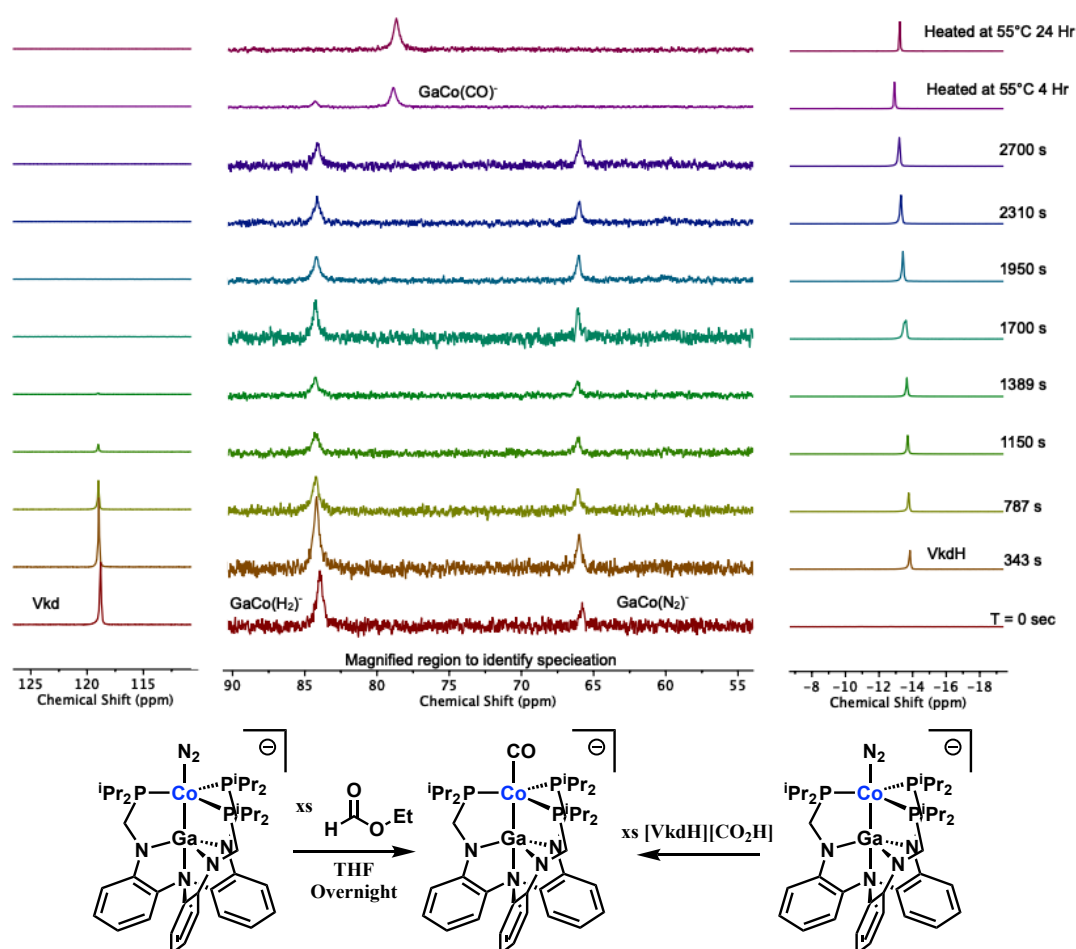 Heated at 55°C 24 Hr
GaCo(CO)⁻
Heated at 55°C 4 Hr
2700 s
2310 s
1950 s
1700 s
1389 s
1150 s
787 s
VkdH
343 s
Vkd
GaCo(H₂)⁻
GaCo(N₂)⁻
T = 0 sec
Magnified region to identify specieation
125 120 115
90 85 80 75 70 65 60 55
-8 -10 -12 -14 -16 -18
Chemical Shift (ppm)
Chemical Shift (ppm)
Chemical Shift (ppm)
N₂ ⊖
ⁱPr₂P Co PⁱPr₂
PⁱPr₂
Ga
N N N
N
xs
H O O Et
THF
Overnight
CO ⊖
ⁱPr₂P Co PⁱPr₂
PⁱPr₂
Ga
N N N
N
xs [VkdH][CO₂H]
N₂ ⊖
ⁱPr₂P Co PⁱPr₂
PⁱPr₂
Ga
N N N
N